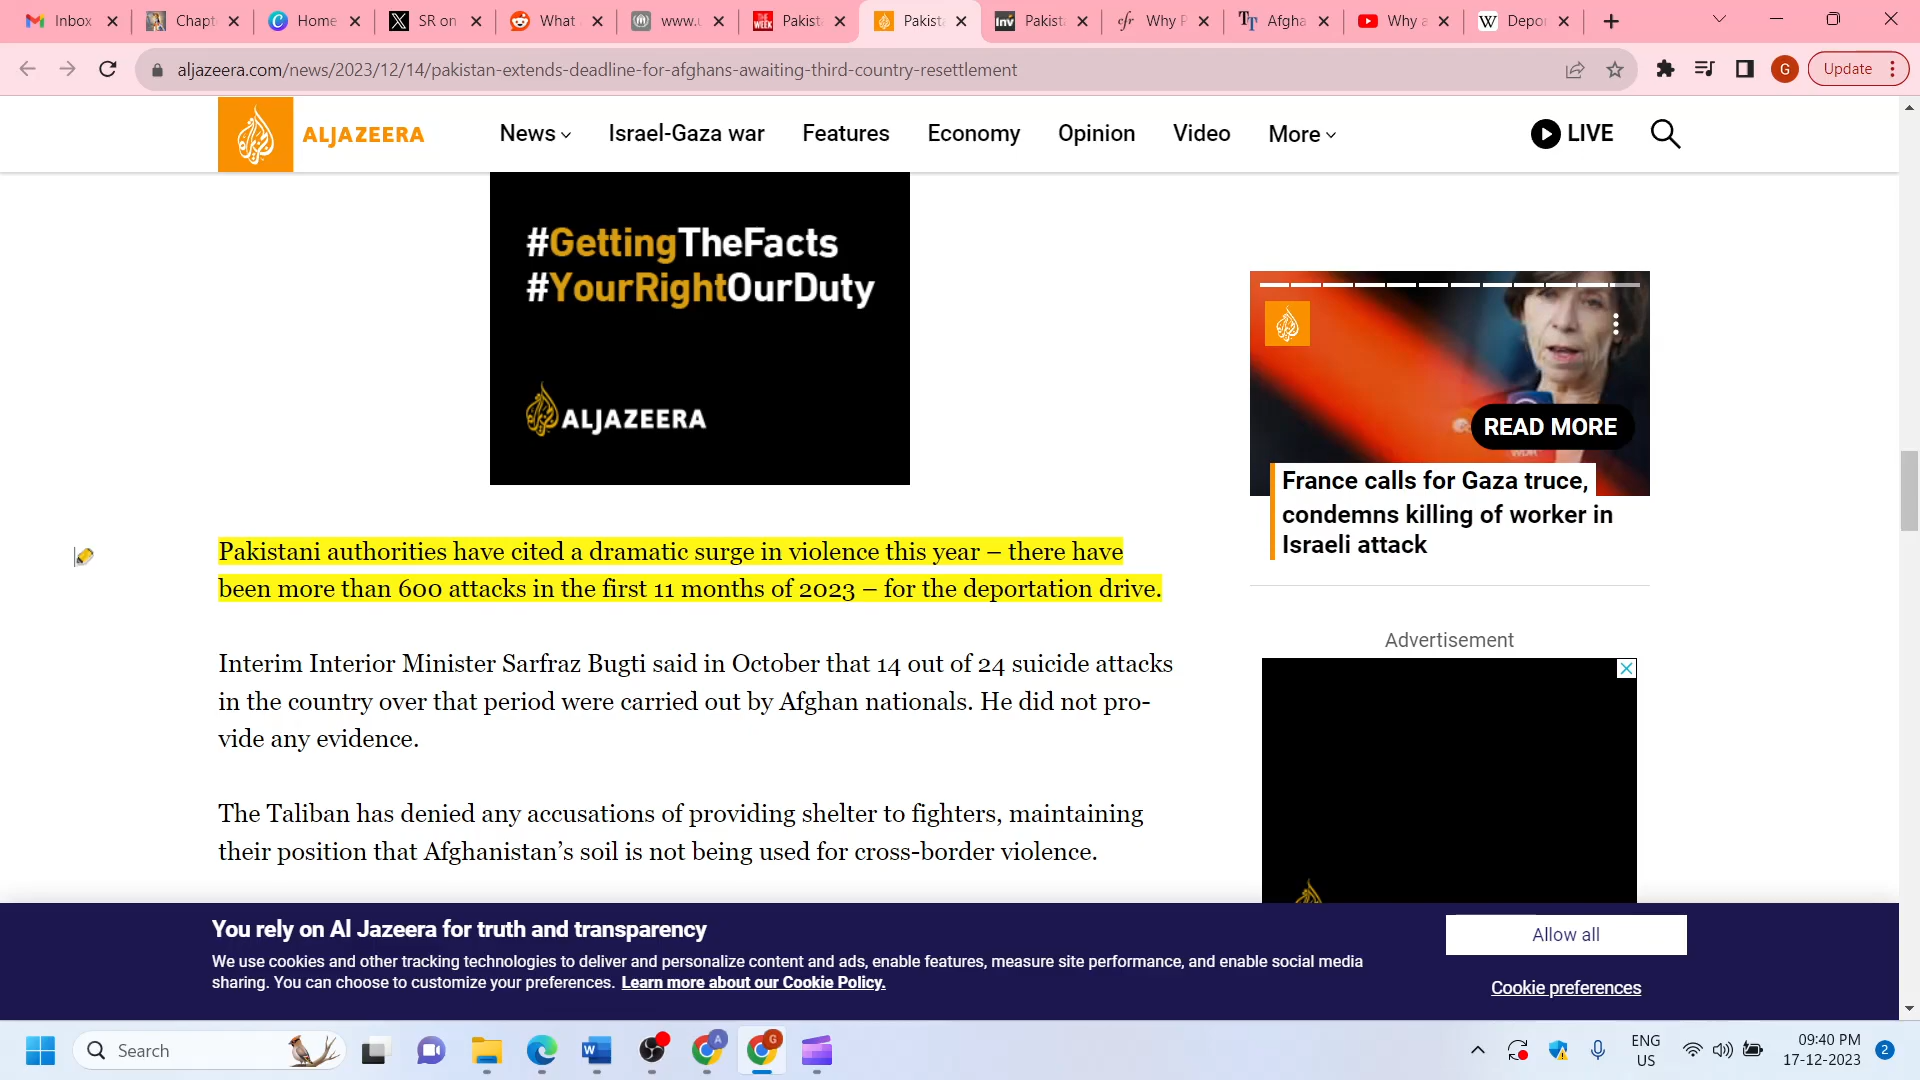 Inbox
Chapt
Home
SR on
What
www.u
Pakist
Pakist
Pakist
Why P
Afgha
Why a
Depo
aljazeera.com/news/2023/12/14/pakistan-extends-deadline-for-afghans-awaiting-third-country-resettlement
G
Update
ALJAZEERA
News
Israel-Gaza war
Features
Economy
Opinion
Video
More
LIVE
#GettingTheFacts
#YourRightOurDuty
ALJAZEERA
READ MORE
France calls for Gaza truce,
condemns killing of worker in
Israeli attack
Pakistani authorities have cited a dramatic surge in violence this year – there have
been more than 600 attacks in the first 11 months of 2023 – for the deportation drive.
Interim Interior Minister Sarfraz Bugti said in October that 14 out of 24 suicide attacks
in the country over that period were carried out by Afghan nationals. He did not pro-
vide any evidence.
The Taliban has denied any accusations of providing shelter to fighters, maintaining
their position that Afghanistan's soil is not being used for cross-border violence.
Advertisement
You rely on Al Jazeera for truth and transparency
We use cookies and other tracking technologies to deliver and personalize content and ads, enable features, measure site performance, and enable social media
sharing. You can choose to customize your preferences. Learn more about our Cookie Policy.
Allow all
Cookie preferences
Search
ENG
US
09:40 PM
17-12-2023
2